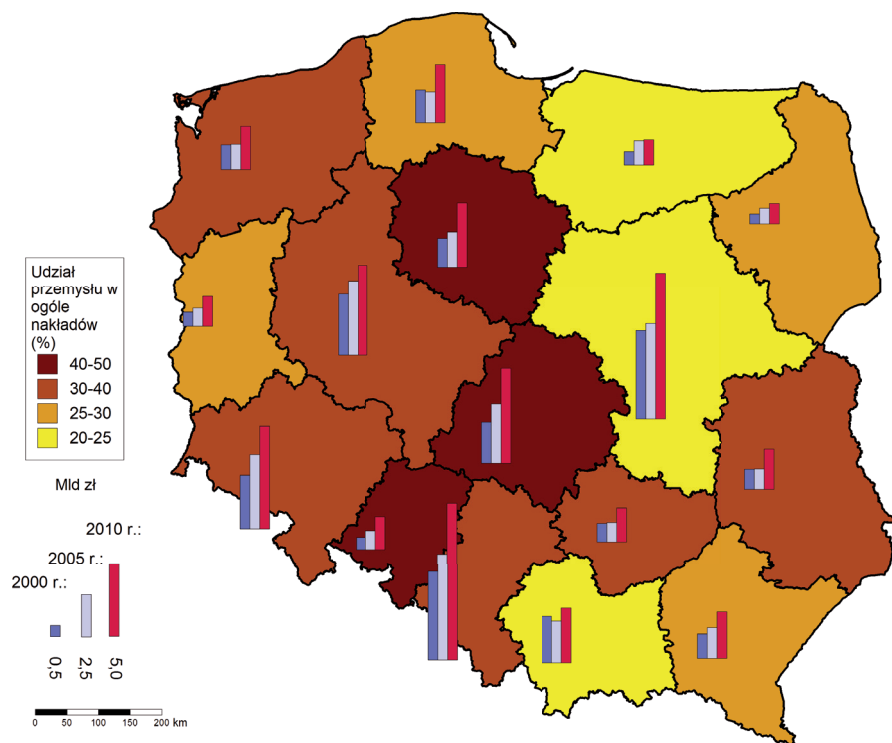 Udział
przemysłu w
ogóle
nakładów
(%)
40-50
30-40
25-30
20-25
Mld zł
2010 r.:
2005 r.:
2000 r.:
0,5
2,5
5,0
0 50 100 150 200 km